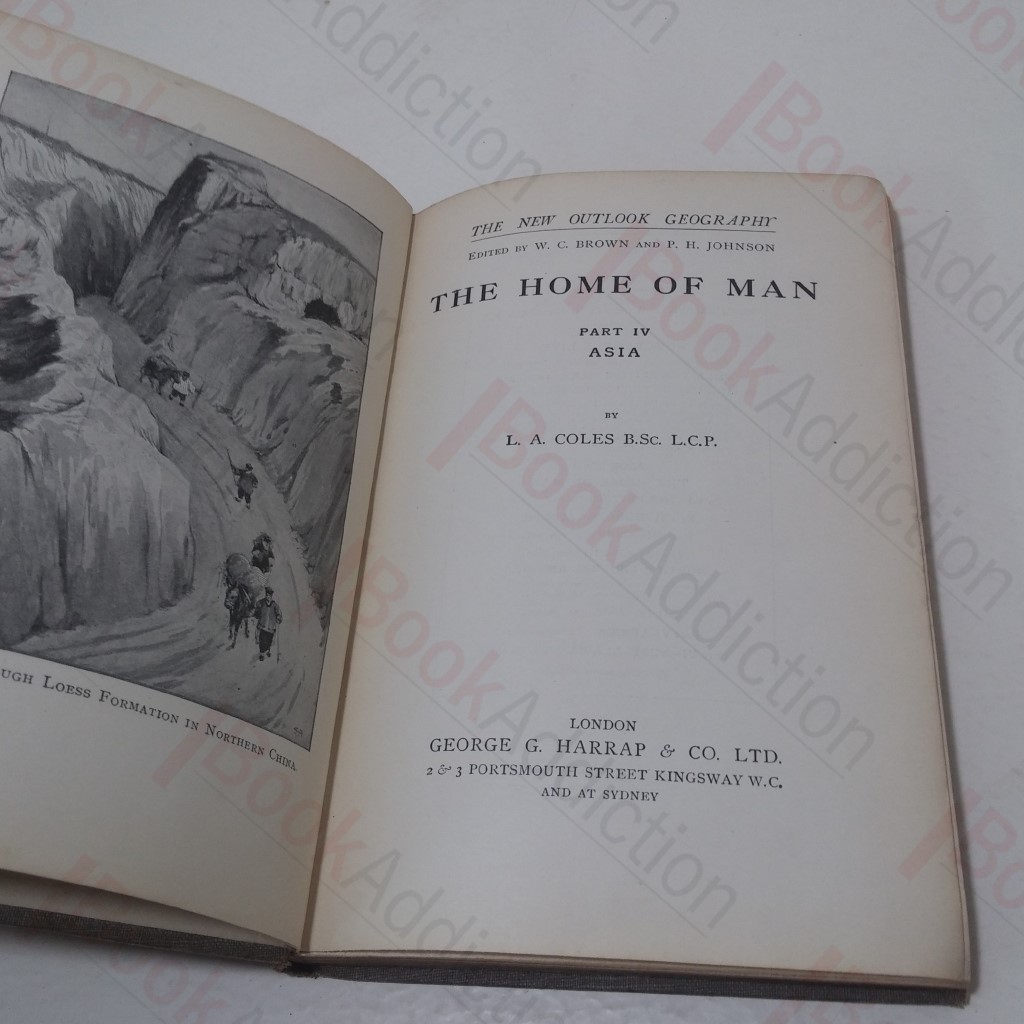 UGH LOESS FORMATION IN NORTHERN CHINA.
THE NEW OUTLOOK GEOGRAPHY
EDITED BY W. C. BROWN AND P. H. JOHNSON
THE HOME OF MAN
PART IV
ASIA
BY
L. A. COLES B.Sc. L.C.P.
LONDON
GEORGE G. HARRAP & CO. LTD.
2 & 3 PORTSMOUTH STREET KINGSWAY W.C.
AND AT SYDNEY
BookAddiction